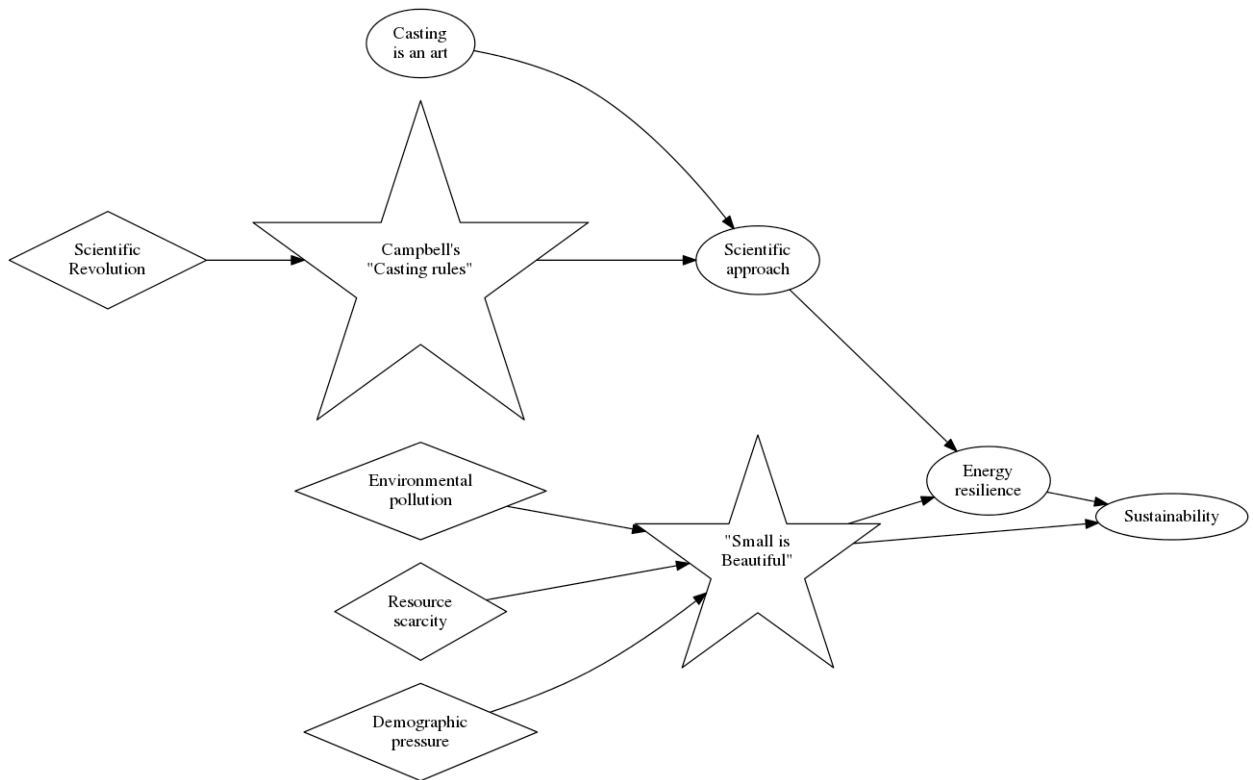 Casting
is an art
Scientific
Revolution
Campbell's
"Casting rules"
Scientific
approach
Environmental
pollution
Energy
resilience
Sustainability
"Small is
Beautiful"
Resource
scarcity
Demographic
pressure